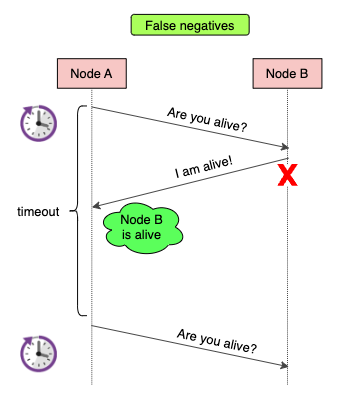 False negatives
Node A
Node B
Are you alive?
I am alive!
X
timeout
Node B
is alive
Are you alive?